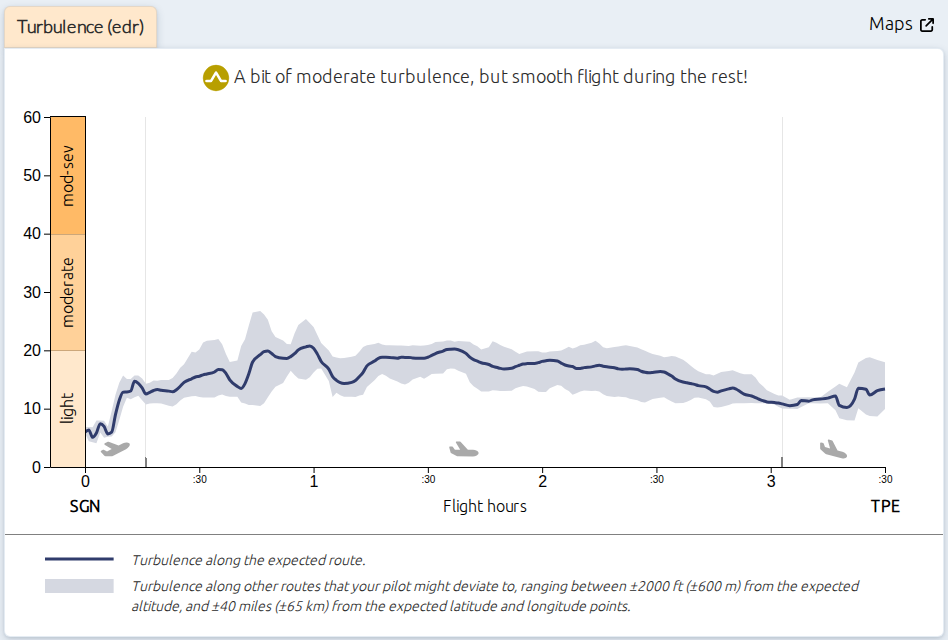 Turbulence (edr)
Maps
A bit of moderate turbulence, but smooth flight during the rest!
60
50
40
30
20
10
0
mod-sev
moderate
light
0 :30 1 :30 2 :30 3 :30
SGN Flight hours TPE
Turbulence along the expected route.
Turbulence along other routes that your pilot might deviate to, ranging between ±2000 ft (±600 m) from the expected
altitude, and ±40 miles (±65 km) from the expected latitude and longitude points.